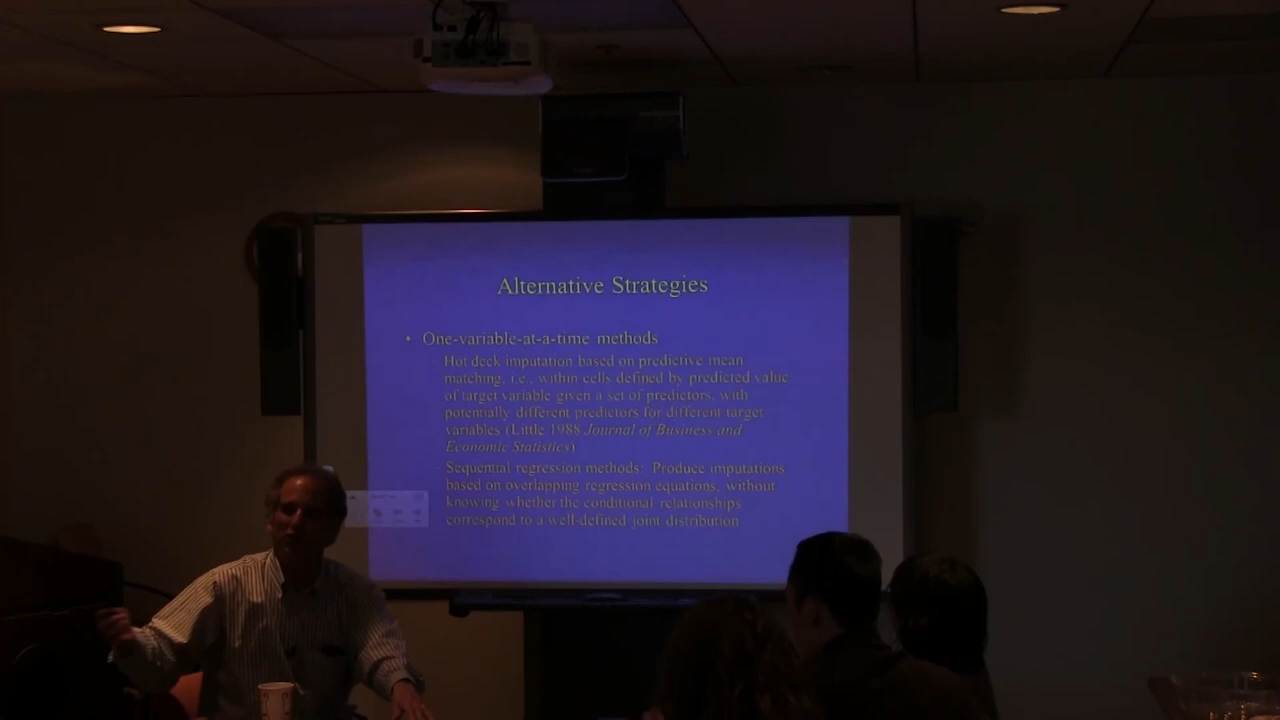 Alternative Strategies
• One-variable-at-a-time methods
Hot deck imputation based on predictive mean
matching, i.e., within cells defined by predicted value
of target variable given a set of predictors, with
potentially different predictors for different target
variables (Little 1988 Journal of Business and
Economic Statistics)
Sequential regression methods: Produce imputations
based on overlapping regression equations, without
knowing whether the conditional relationships
correspond to a well-defined joint distribution